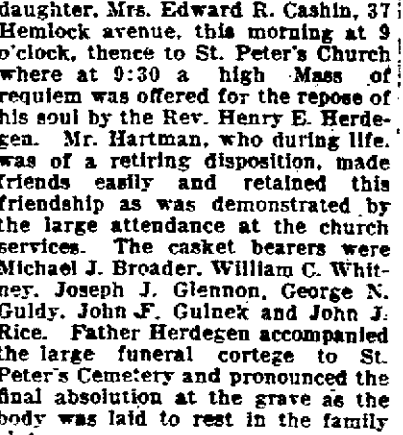 daughter, Mrs. Edward R. Cashin, 37
Hemlock avenue, this morning at 9
o'clock, thence to St. Peter's Church
where at 9:30 a high Mass of
requiem was offered for the repose of
his soul by the Rev. Henry E. Herde-
gen. Mr. Hartman, who during life,
was of a retiring disposition, made
friends easily and retained this
friendship as was demonstrated by
the large attendance at the church
services. The casket bearers were
Michael J. Broader, William C. Whit-
ney, Joseph J. Glennon, George N.
Guldy, John F. Gulnek and John J.
Rice. Father Herdegen accompanied
the large funeral cortege to St.
Peter's Cemetery and pronounced the
final absolution at the grave as the
body was laid to rest in the family